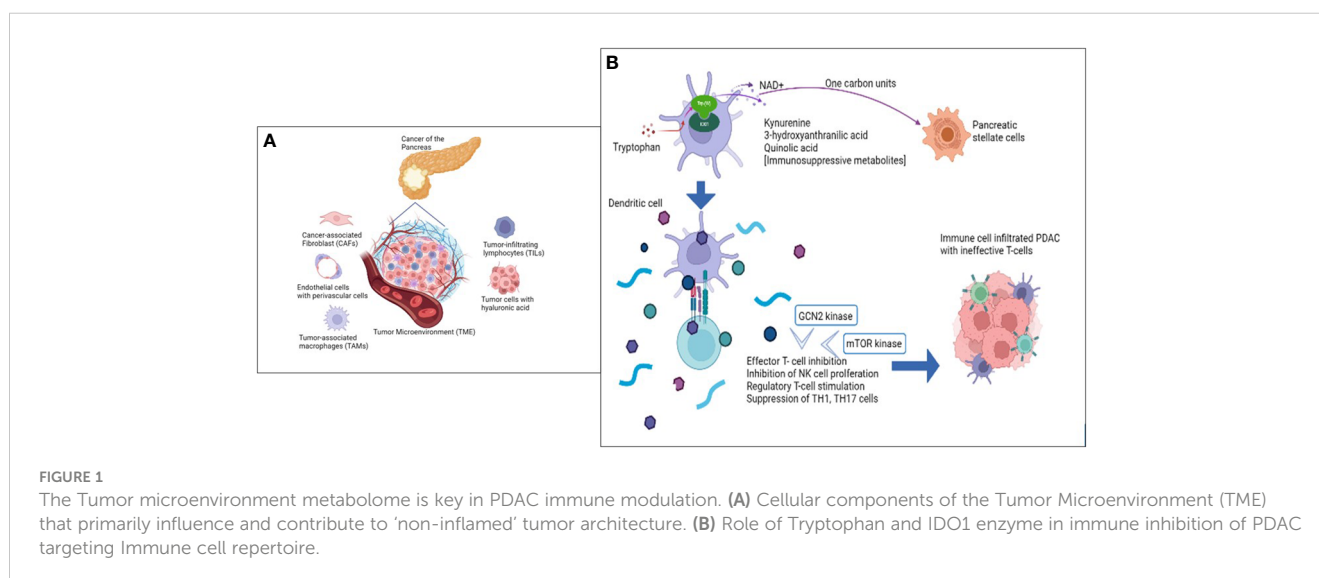 A
Cancer of the
Pancreas
Cancer-associated
Fibroblast (CAFs)
Endothelial cells
with perivascular cells
Tumor-associated
macrophages (TAMs)
Tumor-infiltrating
lymphocytes (TILs)
Tumor cells with
hyaluronic acid
Tumor Microenvironment (TME)
B
NAD+
One carbon units
Tryptophan
Kynurenine
3-hydroxyanthranilic acid
Quinolic acid
[Immunosuppressive metabolites]
Pancreatic
stellate cells
Dendritic cell
GCN2 kinase
mTOR kinase
Effector T- cell inhibition
Inhibition of NK cell proferation
Regulatory T-cell stimulation
Suppression of TH1, TH17 cells
Immune cell infiltrated PDAC
with ineffective T-cells
FIGURE 1
The Tumor microenvironment metabolome is key in PDAC immune modulation. (A) Cellular components of the Tumor Microenvironment (TME)
that primarily influence and contribute to ‘non-inflamed’ tumor architecture. (B) Role of Tryptophan and IDO1 enzyme in immune inhibition of PDAC
targeting Immune cell repertoire.